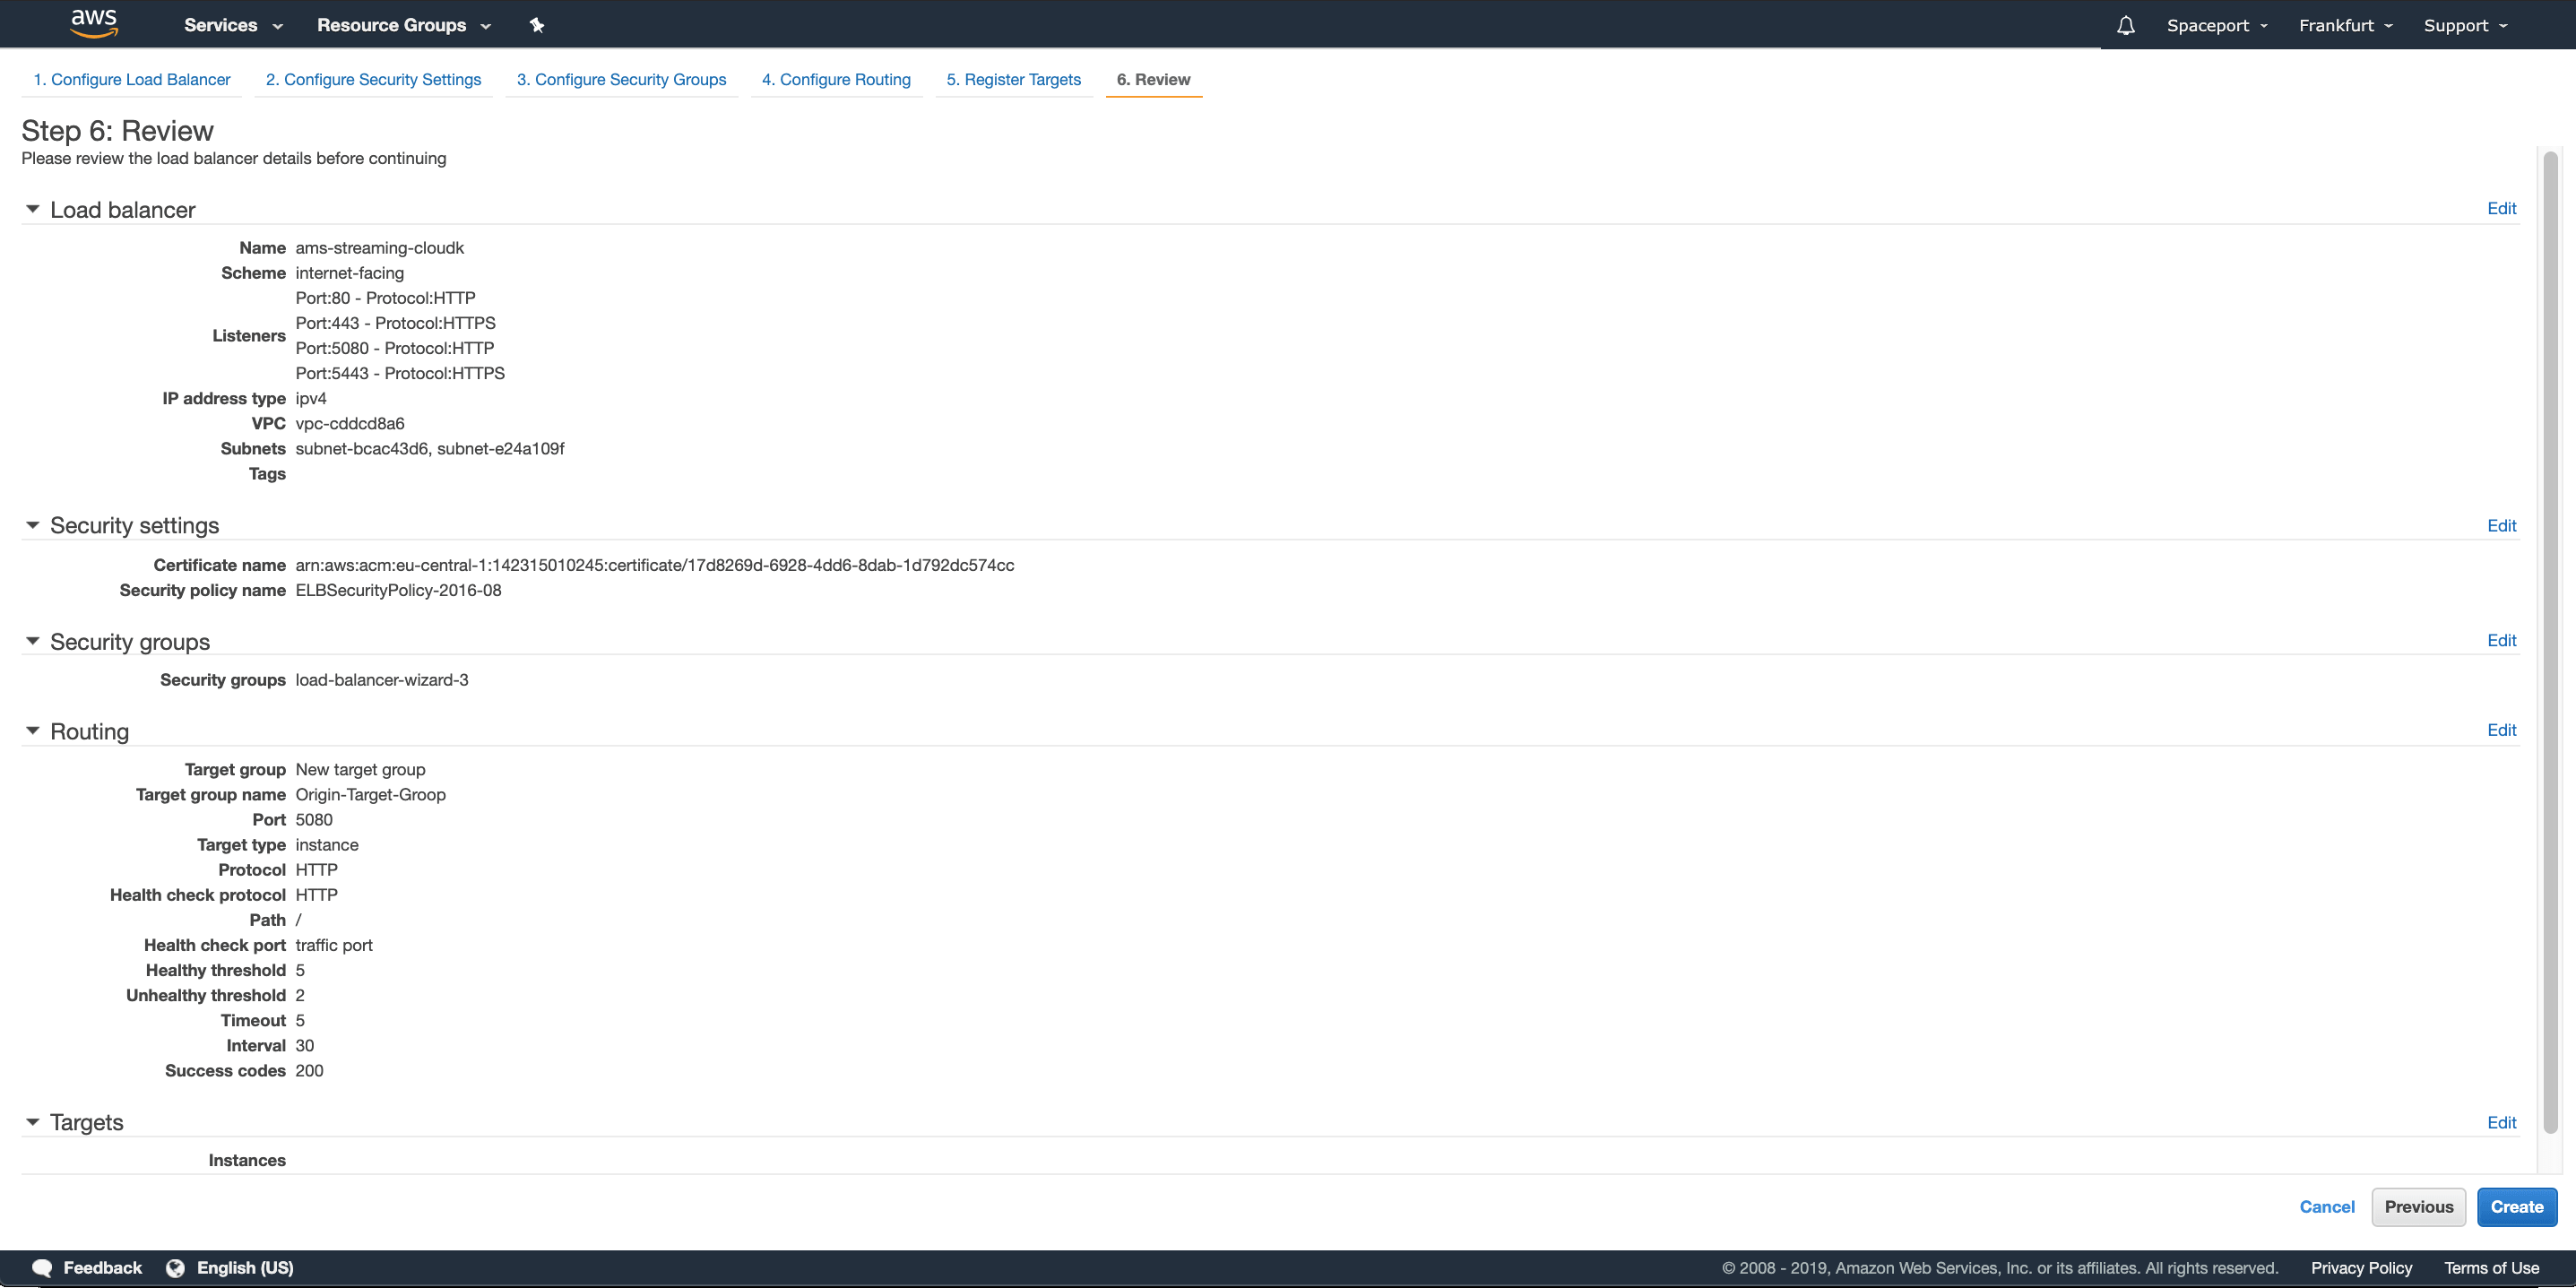 aws Services Resource Groups Spaceport Frankfurt Support
1. Configure Load Balancer 2. Configure Security Settings 3. Configure Security Groups 4. Configure Routing 5. Register Targets 6. Review
Step 6: Review
Please review the load balancer details before continuing
Load balancer Edit
Name ams-streaming-cloudk
Scheme internet-facing
Port:80 - Protocol:HTTP
Port:443 - Protocol:HTTPS
Listeners
Port:5080 - Protocol:HTTP
Port:5443 - Protocol:HTTPS
IP address type ipv4
VPC vpc-cddcd8a6
Subnets subnet-bcac43d6, subnet-e24a109f
Tags
Security settings Edit
Certificate name arn:aws:acm:eu-central-1:142315010245:certificate/17d8269d-6928-4dd6-8dab-1d792dc574cc
Security policy name ELBSecurityPolicy-2016-08
Security groups Edit
Security groups load-balancer-wizard-3
Routing Edit
Target group New target group
Target group name Origin-Target-Groop
Port 5080
Target type instance
Protocol HTTP
Health check protocol HTTP
Path /
Health check port traffic port
Healthy threshold 5
Unhealthy threshold 2
Timeout 5
Interval 30
Success codes 200
Targets Edit
Instances
Cancel Previous Create
Feedback English (US) © 2008 - 2019, Amazon Web Services, Inc. or its affiliates. All rights reserved. Privacy Policy Terms of Use